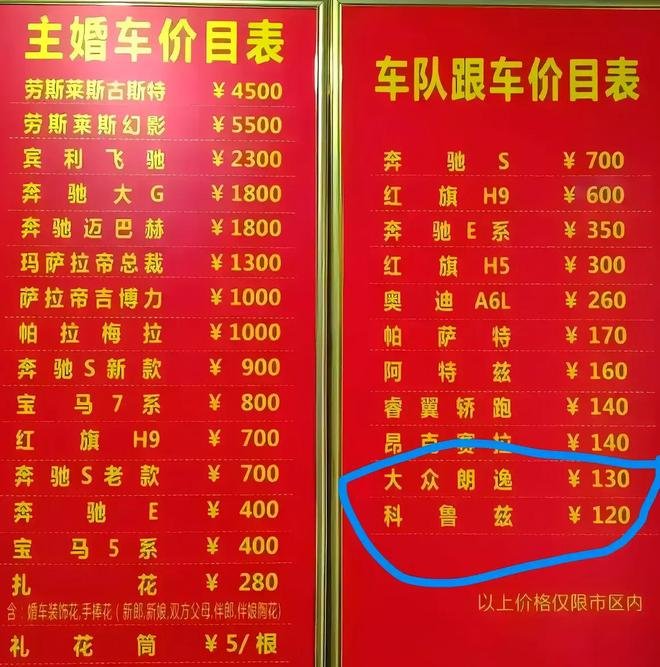 主婚车价目表
劳斯莱斯古斯特 ￥4500
劳斯莱斯幻影 ￥5500
宾利飞驰 ￥2300
奔驰大G ￥1800
奔驰迈巴赫 ￥1800
玛萨拉帝总裁 ￥1300
萨拉帝吉博力 ￥1000
帕拉梅拉 ￥1000
奔驰S新款 ￥900
宝马7系 ￥800
红旗H9 ￥700
奔驰S老款 ￥700
奔驰E ￥400
宝马5系 ￥400
扎花 ￥280
含：婚车装饰花,手捧花（新郎,新娘,双方父母,伴郎,伴娘胸花)
礼花筒 ￥5/根
车队跟车价目表
奔驰S ￥700
红旗H9 ￥600
奔驰E系 ￥350
红旗H5 ￥300
奥迪A6L ￥260
帕萨特 ￥170
阿特兹 ￥160
睿翼轿跑 ￥140
昂克赛拉 ￥140
大众朗逸 ￥130
科鲁兹 ￥120
以上价格仅限市区内